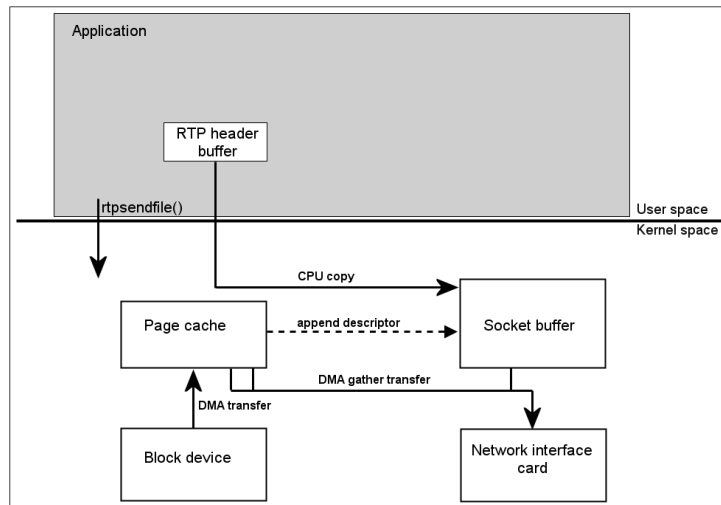 Application
RTP header
buffer
rtpsendfile()
User space
Kernel space
CPU copy
Page cache
append descriptor
Socket buffer
DMA gather transfer
DMA transfer
Block device
Network interface
card